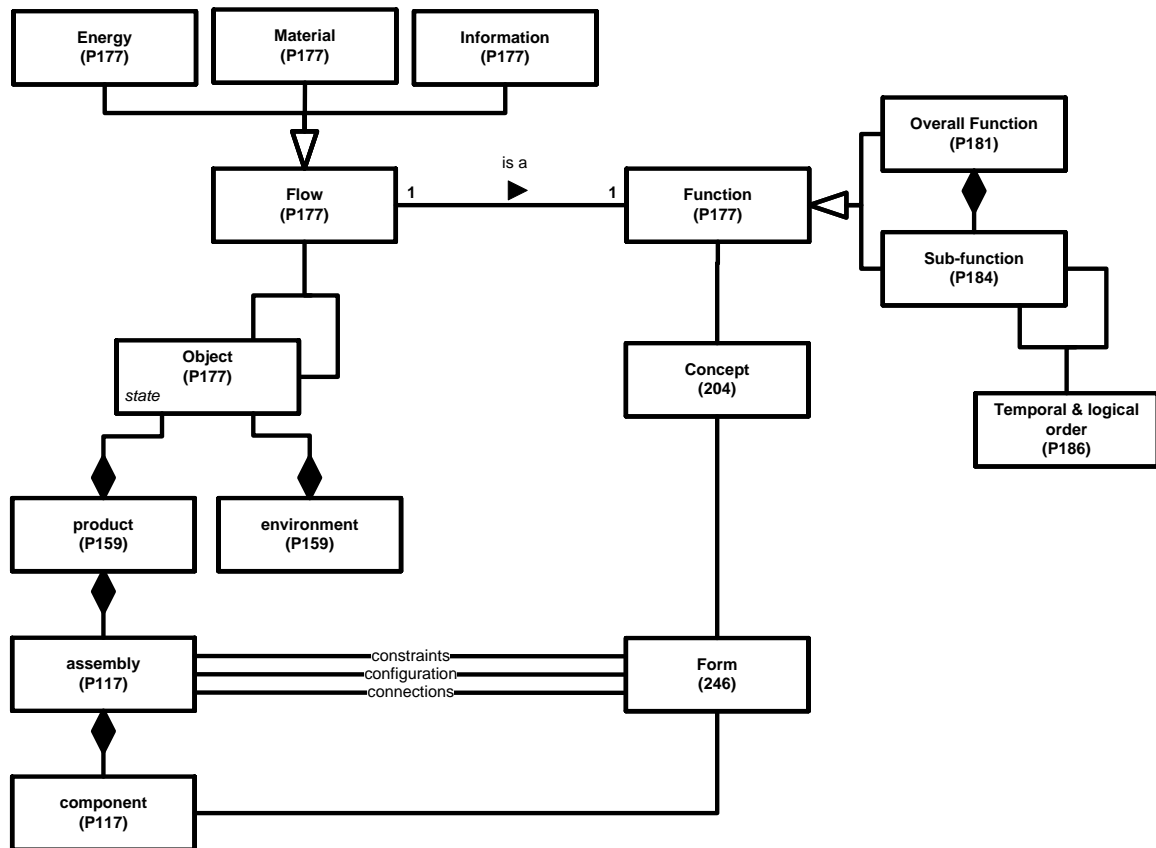 Energy
(P177)
Material
(P177)
Information
(P177)
Overall Function
(P181)
is a
Flow
(P177)
1
1
Function
(P177)
Sub-function
(P184)
Object
(P177)
state
Concept
(204)
Temporal & logical
order
(P186)
product
(P159)
environment
(P159)
assembly
(P117)
constraints
configuration
connections
Form
(246)
component
(P117)